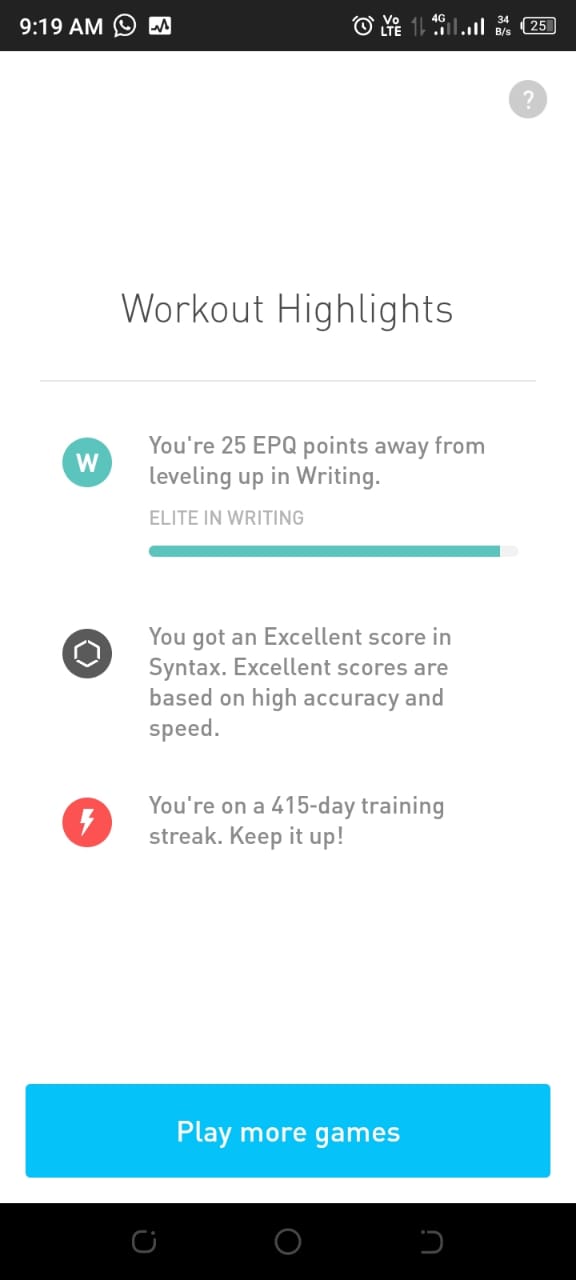 9:19 AM
Vo LTE 4G 34 B/s 25
?
Workout Highlights
W
You're 25 EPQ points away from
leveling up in Writing.
ELITE IN WRITING
You got an Excellent score in
Syntax. Excellent scores are
based on high accuracy and
speed.
You're on a 415-day training
streak. Keep it up!
Play more games